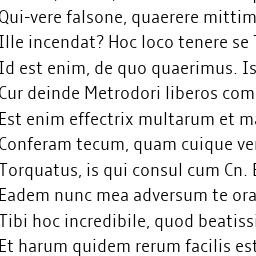 Qui-vere falsone, quaerere mittim
Ille incendat? Hoc loco tenere se
Id est enim, de quo quaerimus. Is
Cur deinde Metrodori liberos com
Est enim effectrix multarum et ma
Conferam tecum, quam cuique ver
Torquatus, is qui consul cum Cn.
Eadem nunc mea adversum te ora
Tibi hoc incredibile, quod beatissi
Et harum quidem rerum facilis est